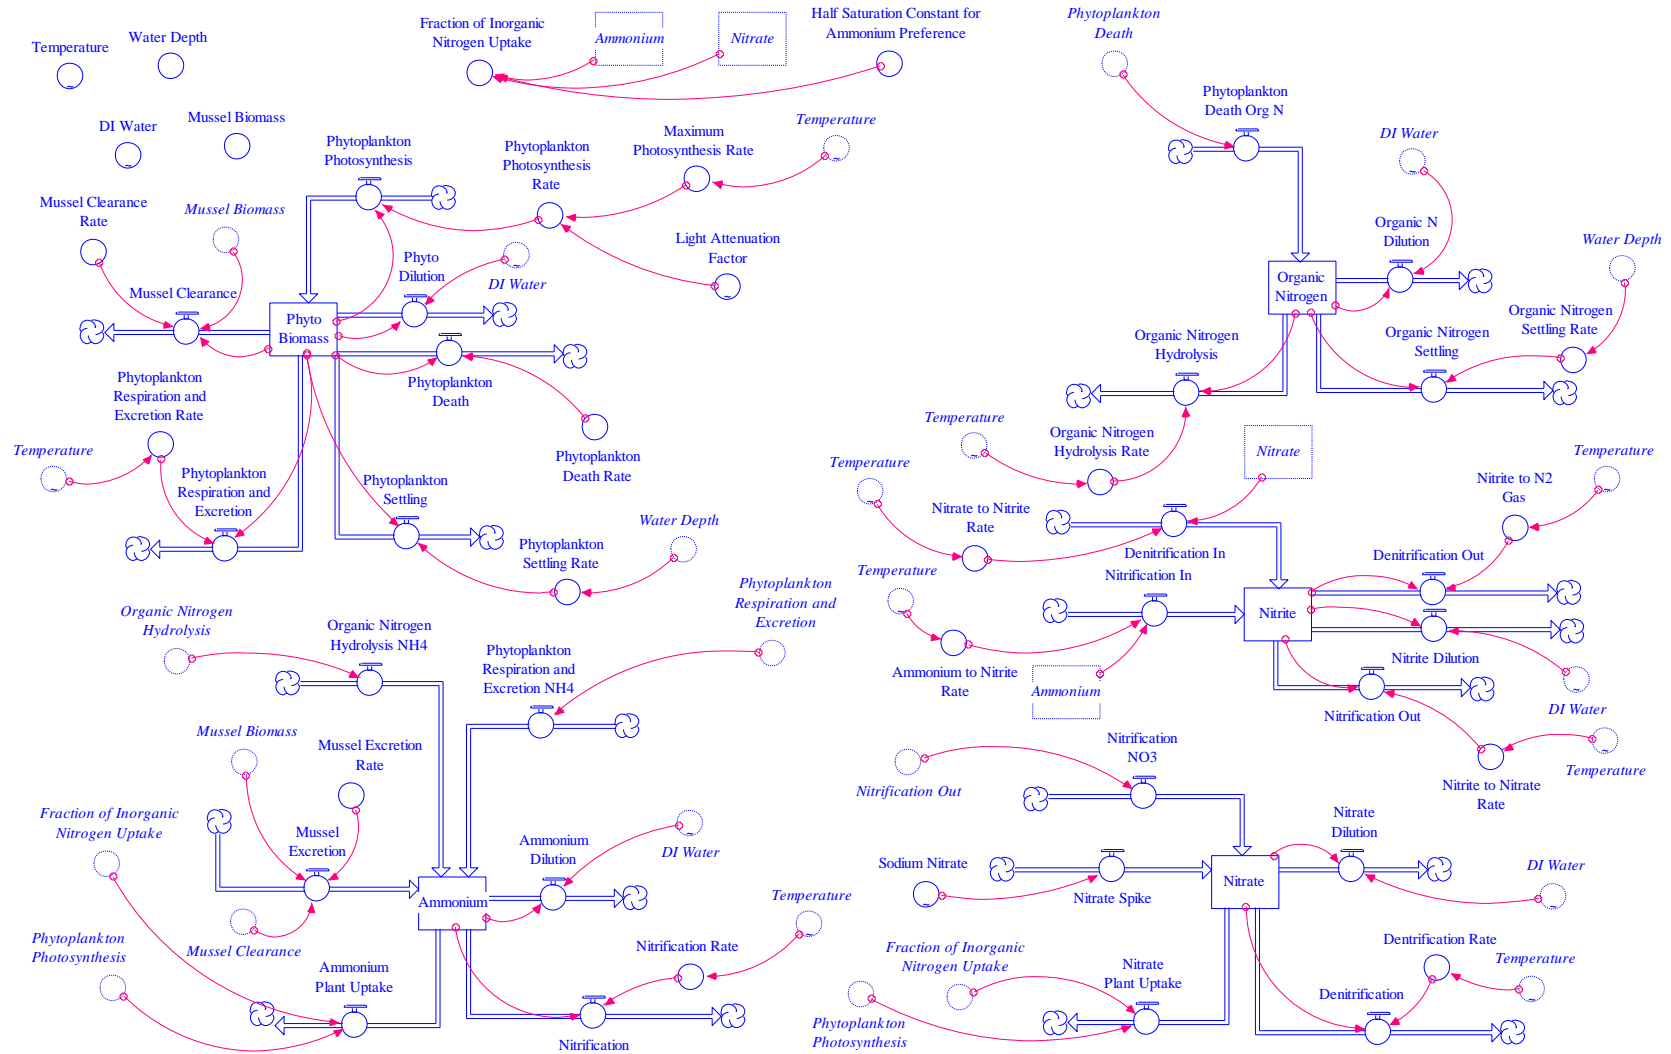 Temperature
Water Depth
DI Water
Mussel Biomass
Fraction of Inorganic
Nitrogen Uptake
Ammonium
Nitrate
Half Saturation Constant for
Ammonium Preference
Phytoplankton
Photosynthesis
Phytoplankton
Photosynthesis
Rate
Maximum
Photosynthesis Rate
Temperature
Mussel Clearance
Rate
Mussel Biomass
Mussel Clearance
Phyto
Dilution
DI Water
Light Attenuation
Factor
Phyto
Biomass
Phytoplankton
Death
Phytoplankton
Death Rate
Phytoplankton
Respiration and
Excretion Rate
Temperature
Phytoplankton
Respiration and
Excretion
Phytoplankton
Settling
Phytoplankton
Settling Rate
Water Depth
Phytoplankton
Death
Phytoplankton
Death Org N
DI Water
Organic N
Dilution
Water Depth
Organic
Nitrogen
Organic Nitrogen
Settling Rate
Organic Nitrogen
Hydrolysis
Organic Nitrogen
Settling
Temperature
Organic Nitrogen
Hydrolysis Rate
Nitrate
Temperature
Nitrate to Nitrite
Rate
Denitrification In
Nitrite to N2
Gas
Temperature
Denitrification Out
Temperature
Nitrification In
Nitrite
Ammonium to Nitrite
Rate
Ammonium
Nitrite Dilution
DI Water
Nitrification Out
Nitrite to Nitrate
Rate
Temperature
Organic Nitrogen
Hydrolysis
Organic Nitrogen
Hydrolysis NH4
Phytoplankton
Respiration and
Excretion NH4
Phytoplankton
Respiration and
Excretion
Mussel Biomass
Mussel Excretion
Rate
Fraction of Inorganic
Nitrogen Uptake
Mussel
Excretion
Ammonium
Dilution
DI Water
Ammonium
Mussel Clearance
Phytoplankton
Photosynthesis
Ammonium
Plant Uptake
Nitrification Rate
Temperature
Nitrification
Nitrification Out
Nitrification
NO3
Sodium Nitrate
Nitrate Spike
Nitrate
Nitrate
Dilution
DI Water
Fraction of Inorganic
Nitrogen Uptake
Nitrate
Plant Uptake
Phytoplankton
Photosynthesis
Dentrification Rate
Temperature
Denitrification